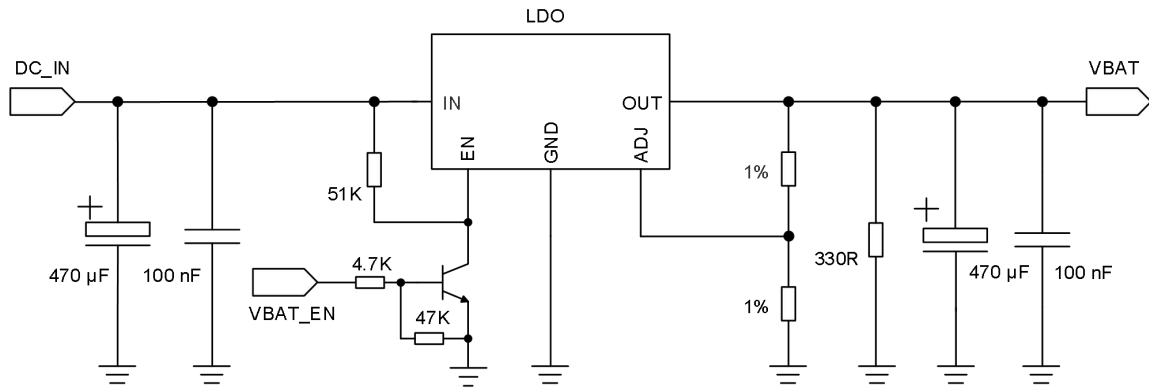 LDO
DC_IN
VBAT
IN
OUT
EN
GND
ADJ
51K
1%
470 µF
100 nF
4.7K
VBAT_EN
47K
330R
1%
470 µF
100 nF